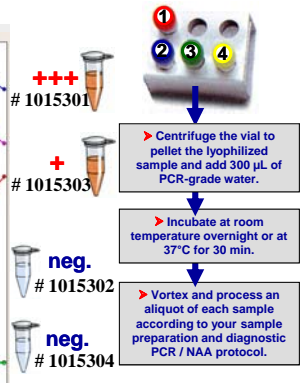 +++
# 1015301
+
# 1015303
neg.
# 1015302
neg.
# 1015304
1
2
3
4
➤ Centrifuge the vial to
pellet the lyophilized
sample and add 300 µL of
PCR-grade water.
➤ Incubate at room
temperature overnight or at
37°C for 30 min.
➤ Vortex and process an
aliquot of each sample
according to your sample
preparation and diagnostic
PCR / NAA protocol.